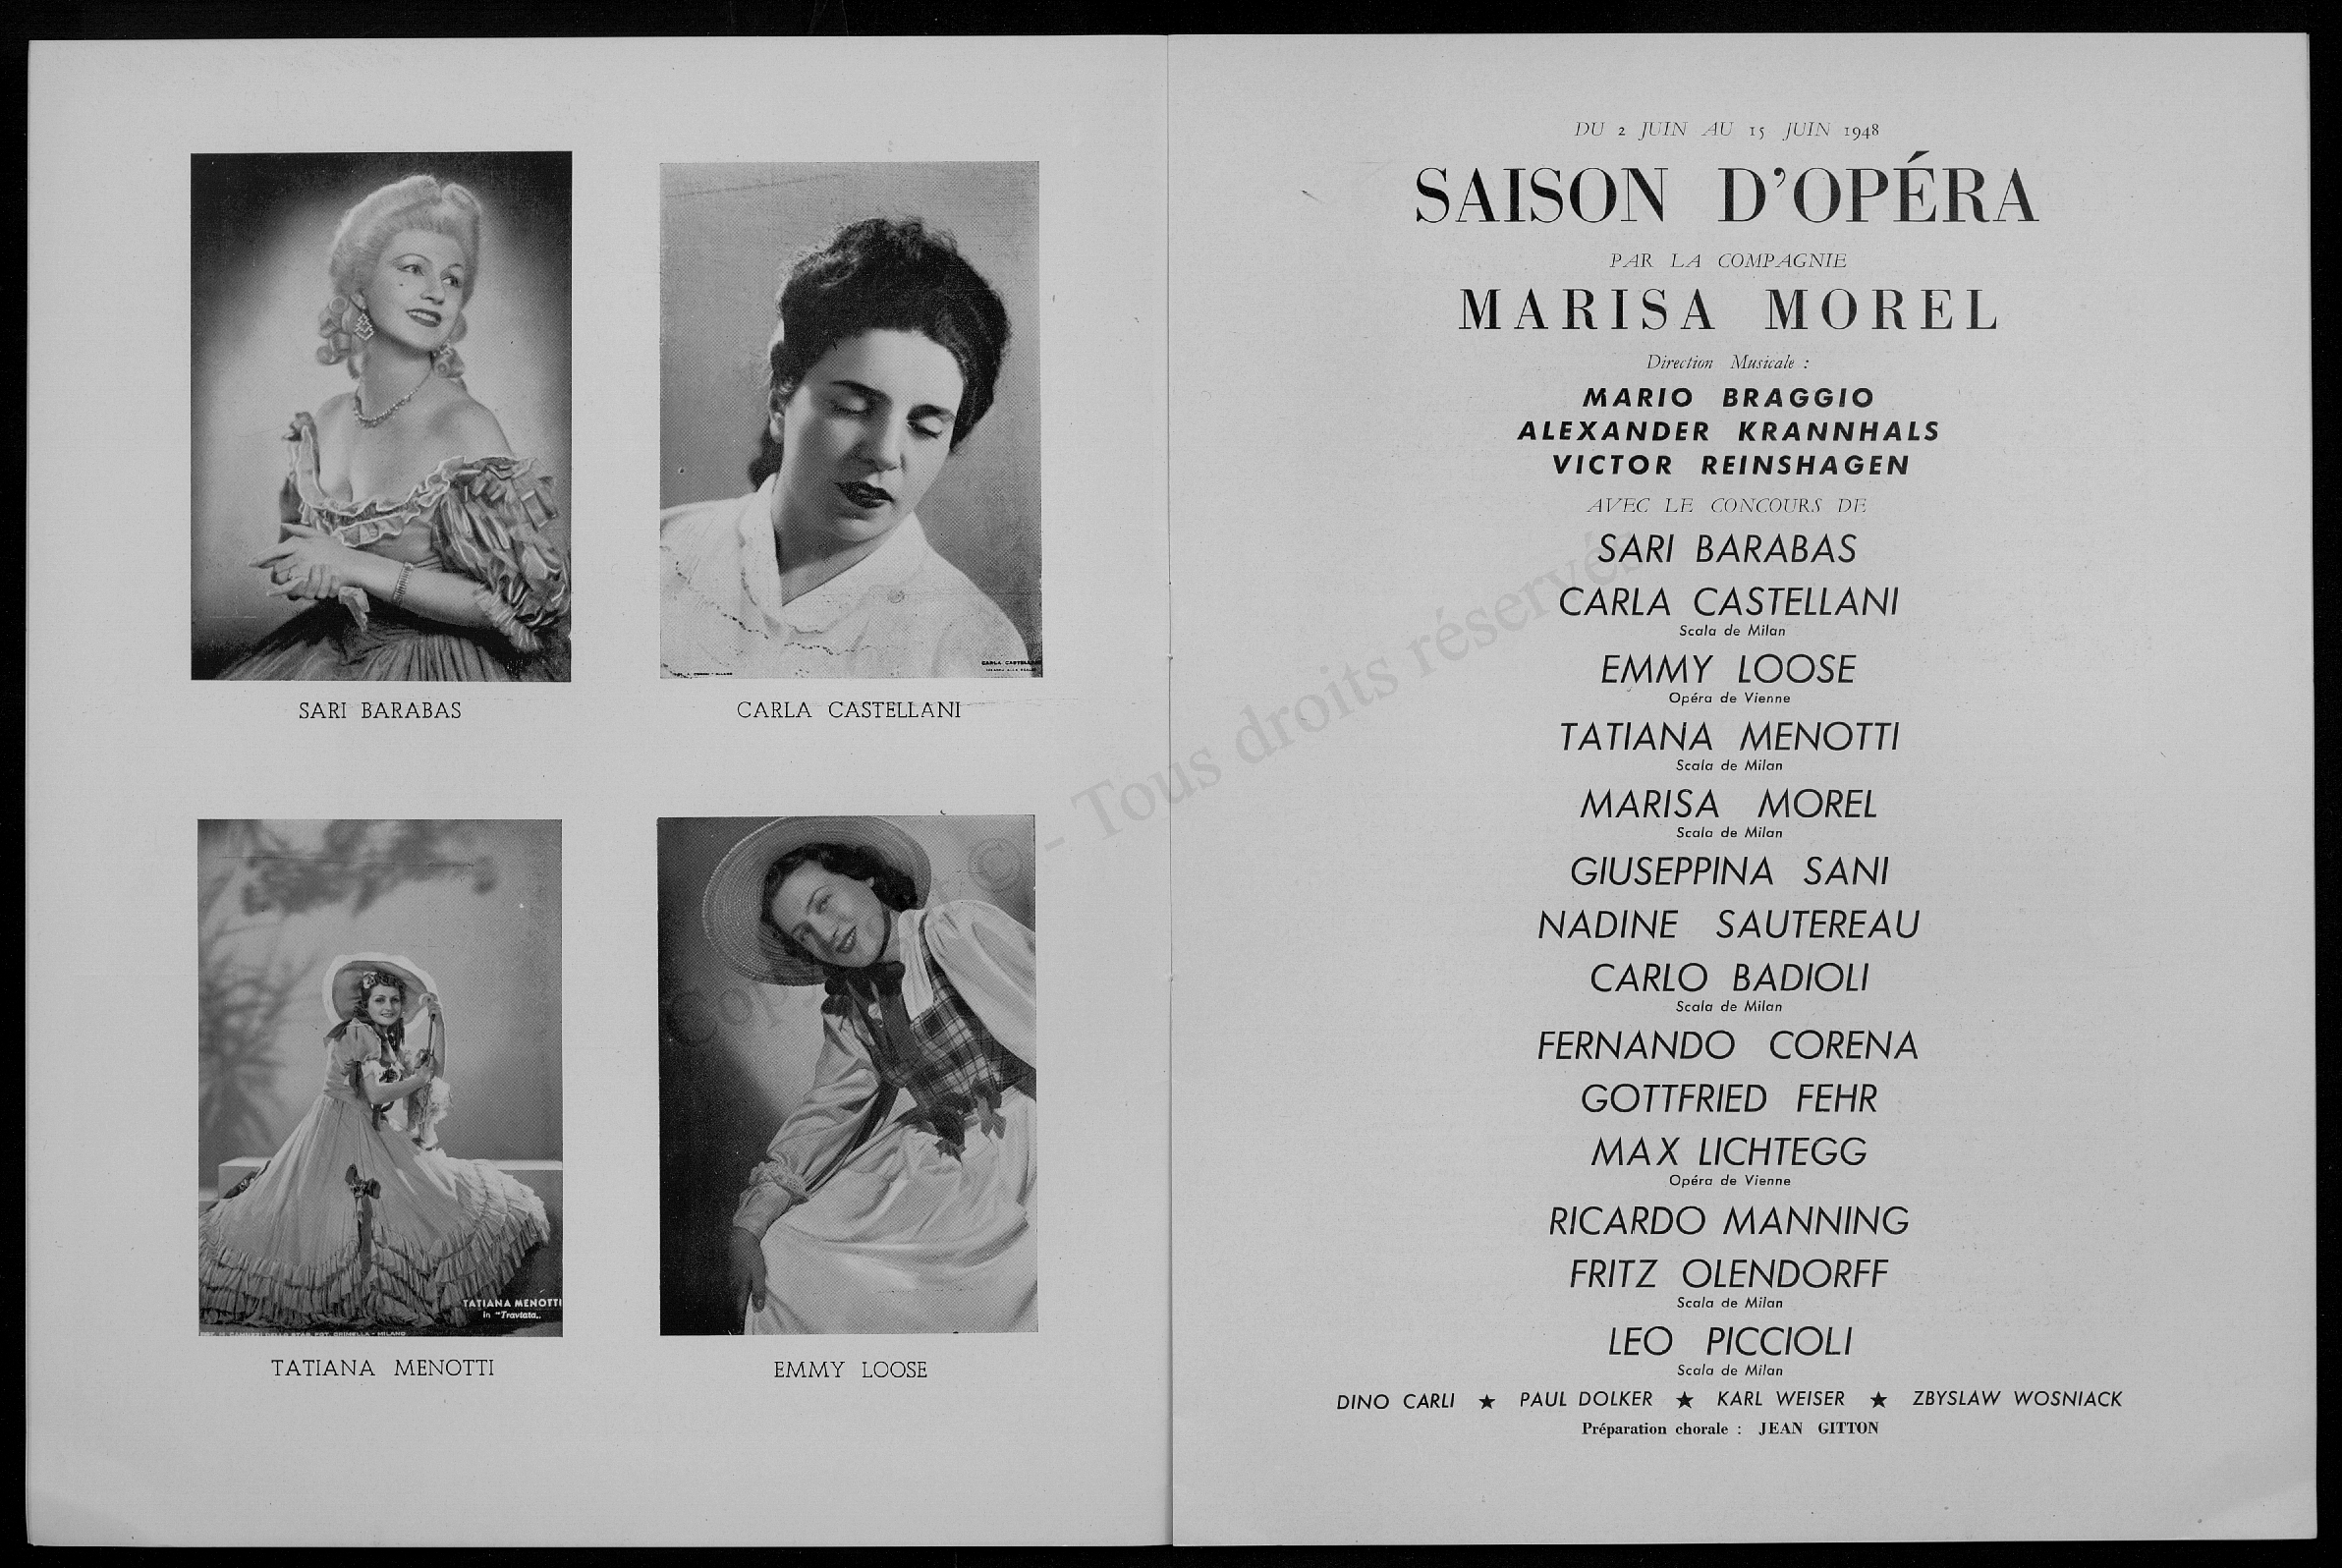 SARI BARABAS
CARLA CASTELLANI
TATIANA MENOTTI
in "Traviata"
TATIANA MENOTTI
EMMY LOOSE
DU 2 JUIN AU 15 JUIN 1948
SAISON D'OPÉRA
PAR LA COMPAGNIE
MARISA MOREL
Direction Musicale :
MARIO BRAGGIO
ALEXANDER KRANNHALS
VICTOR REINSHAGEN
AVEC LE CONCOURS DE
SARI BARABAS
CARLA CASTELLANI
Scala de Milan
EMMY LOOSE
Opéra de Vienne
TATIANA MENOTTI
Scala de Milan
MARISA MOREL
Scala de Milan
GIUSEPPINA SANI
NADINE SAUTEREAU
CARLO BADIOLI
Scala de Milan
FERNANDO CORENA
GOTTFRIED FEHR
MAX LICHTEGG
Opéra de Vienne
RICARDO MANNING
FRITZ OLENDORFF
Scala de Milan
LEO PICCIOLI
Scala de Milan
DINO CARLI ★ PAUL DOLKER ★ KARL WEISER ★ ZBYSLAW WOSNIACK
Préparation chorale : JEAN GITTON
© - Tous droits réservés